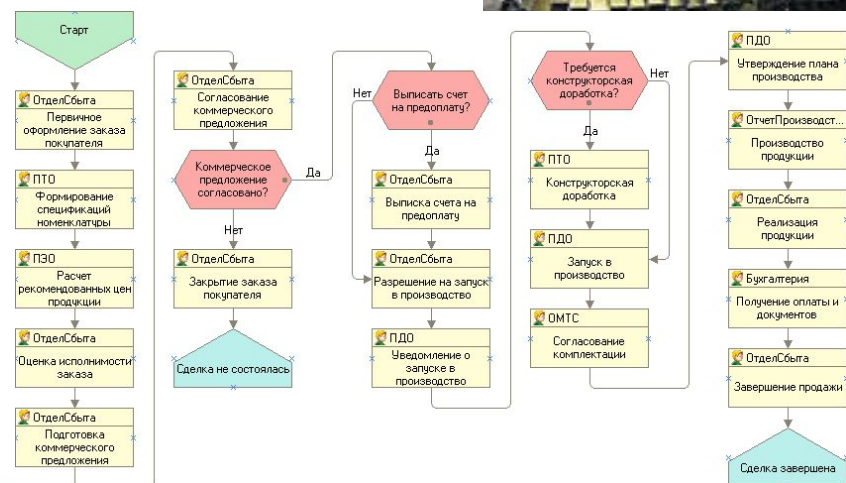 Старт
ОтделСбыта
Первичное
оформление заказа
покупателя
ПТО
Формирование
спецификаций
номенклатуры
ПЭО
Расчет
рекомендованных цен
продукции
ОтделСбыта
Оценка исполнимости
заказа
ОтделСбыта
Подготовка
коммерческого
предложения
ОтделСбыта
Согласование
коммерческого
предложения
Коммерческое
предложение
согласовано?
Да
Нет
ОтделСбыта
Закрытие заказа
покупателя
Сделка не состоялась
Выписать счет
на предоплату?
Нет
Да
ОтделСбыта
Выписка счета на
предоплату
ОтделСбыта
Разрешение на запуск
в производство
ПДО
Уведомление о
запуске в
производство
Требуется
конструкторская
доработка?
Нет
Да
ПТО
Конструкторская
доработка
ПДО
Запуск в
производство
ОМТС
Согласование
комплектации
ПДО
Утверждение плана
производства
ОтчетПроизводст...
Производство
продукции
ОтделСбыта
Реализация
продукции
Бухгалтерия
Получение оплаты и
документов
ОтделСбыта
Завершение продажи
Сделка завершена